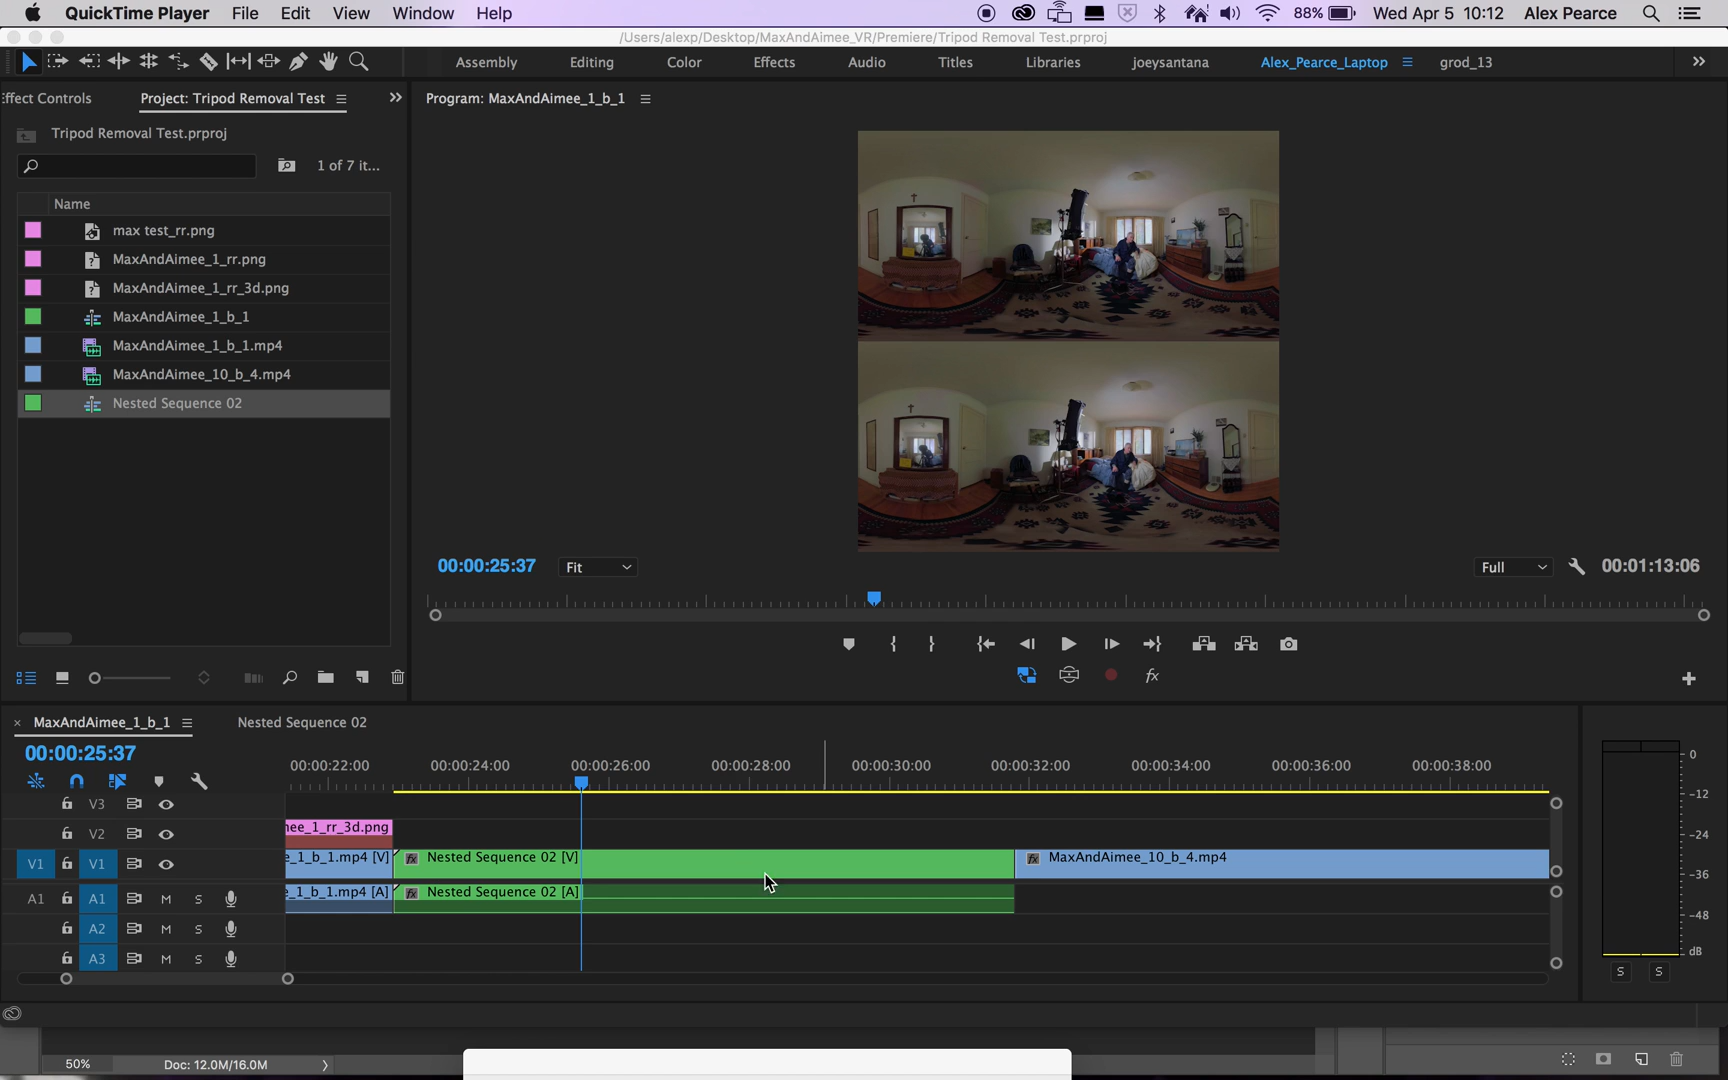 QuickTime Player File Edit View Window Help 88% Wed Apr 5 10:12 Alex Pearce
/Users/alexp/Desktop/MaxAndAimee_VR/Premiere/Tripod Removal Test.prproj
Assembly Editing Color Effects Audio Titles Libraries joeysantana Alex_Pearce_Laptop grod_13
Effect Controls Project: Tripod Removal Test
Program: MaxAndAimee_1_b_1
Tripod Removal Test.prproj
1 of 7 it...
Name
max test_rr.png
MaxAndAimee_1_rr.png
MaxAndAimee_1_rr_3d.png
MaxAndAimee_1_b_1
MaxAndAimee_1_b_1.mp4
MaxAndAimee_10_b_4.mp4
Nested Sequence 02
00:00:25:37 Fit Full 00:01:13:06
fx
MaxAndAimee_1_b_1 Nested Sequence 02
00:00:25:37
00:00:22:00 00:00:24:00 00:00:26:00 00:00:28:00 00:00:30:00 00:00:32:00 00:00:34:00 00:00:36:00 00:00:38:00
V3
V2 nee_1_rr_3d.png
V1 V1 e_1_b_1.mp4 [V] fx Nested Sequence 02 [V] fx MaxAndAimee_10_b_4.mp4
A1 A1 M S e_1_b_1.mp4 [A] fx Nested Sequence 02 [A]
A2 M S
A3 M S
0
-12
-24
-36
-48
dB
S S
50% Doc: 12.0M/16.0M